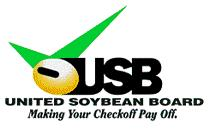 USB
UNITED SOYBEAN BOARD
Making Your Checkoff Pay Off.